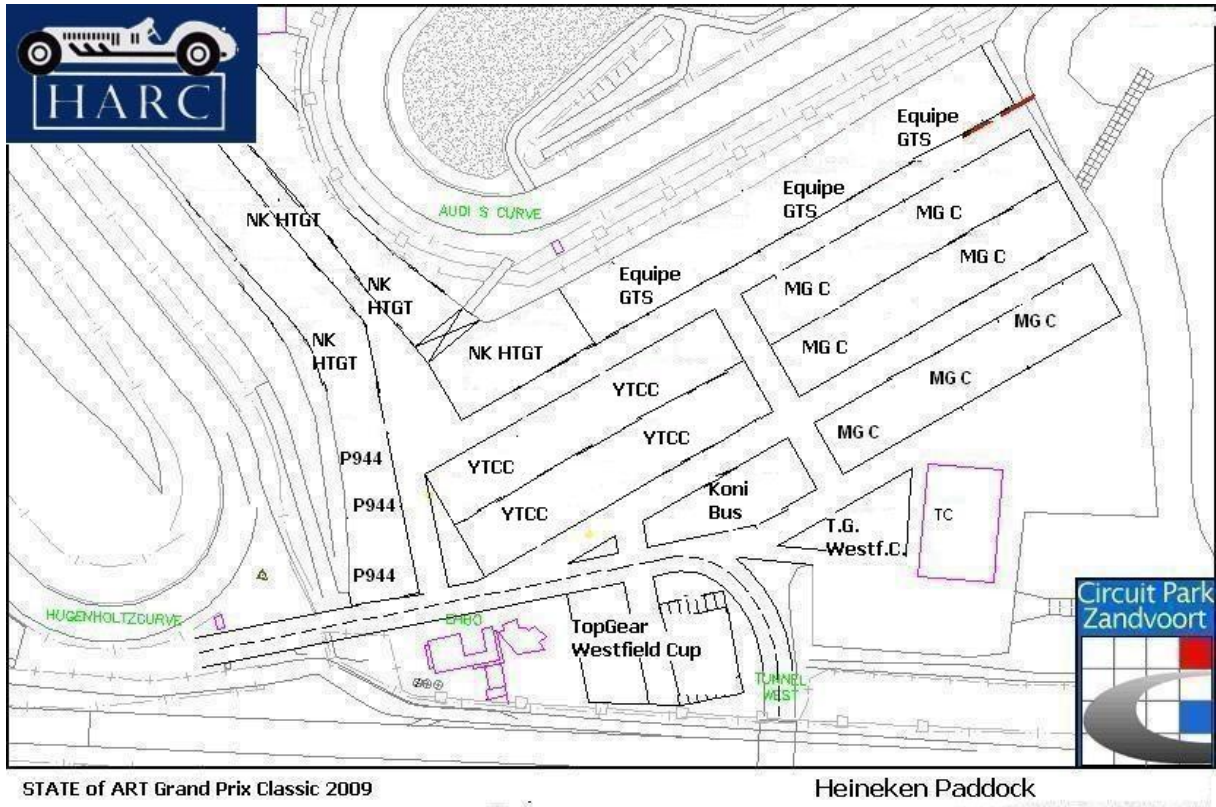 HARC
Equipe
GTS
Equipe
GTS
MG C
NK HTGT
AUDI S CURVE
MG C
Equipe
GTS
NK
HTGT
MG C
MG C
NK
HTGT
NK HTGT
MG C
YTCC
MG C
YTCC
MG C
P944
YTCC
Koni
Bus
P944
YTCC
T.G.
Westf.C.
TC
P944
HUGENHOLTZCURVE
EHBO
TopGear
Westfield Cup
TUNNEL
WEST
Circuit Park
Zandvoort
STATE of ART Grand Prix Classic 2009
Heineken Paddock